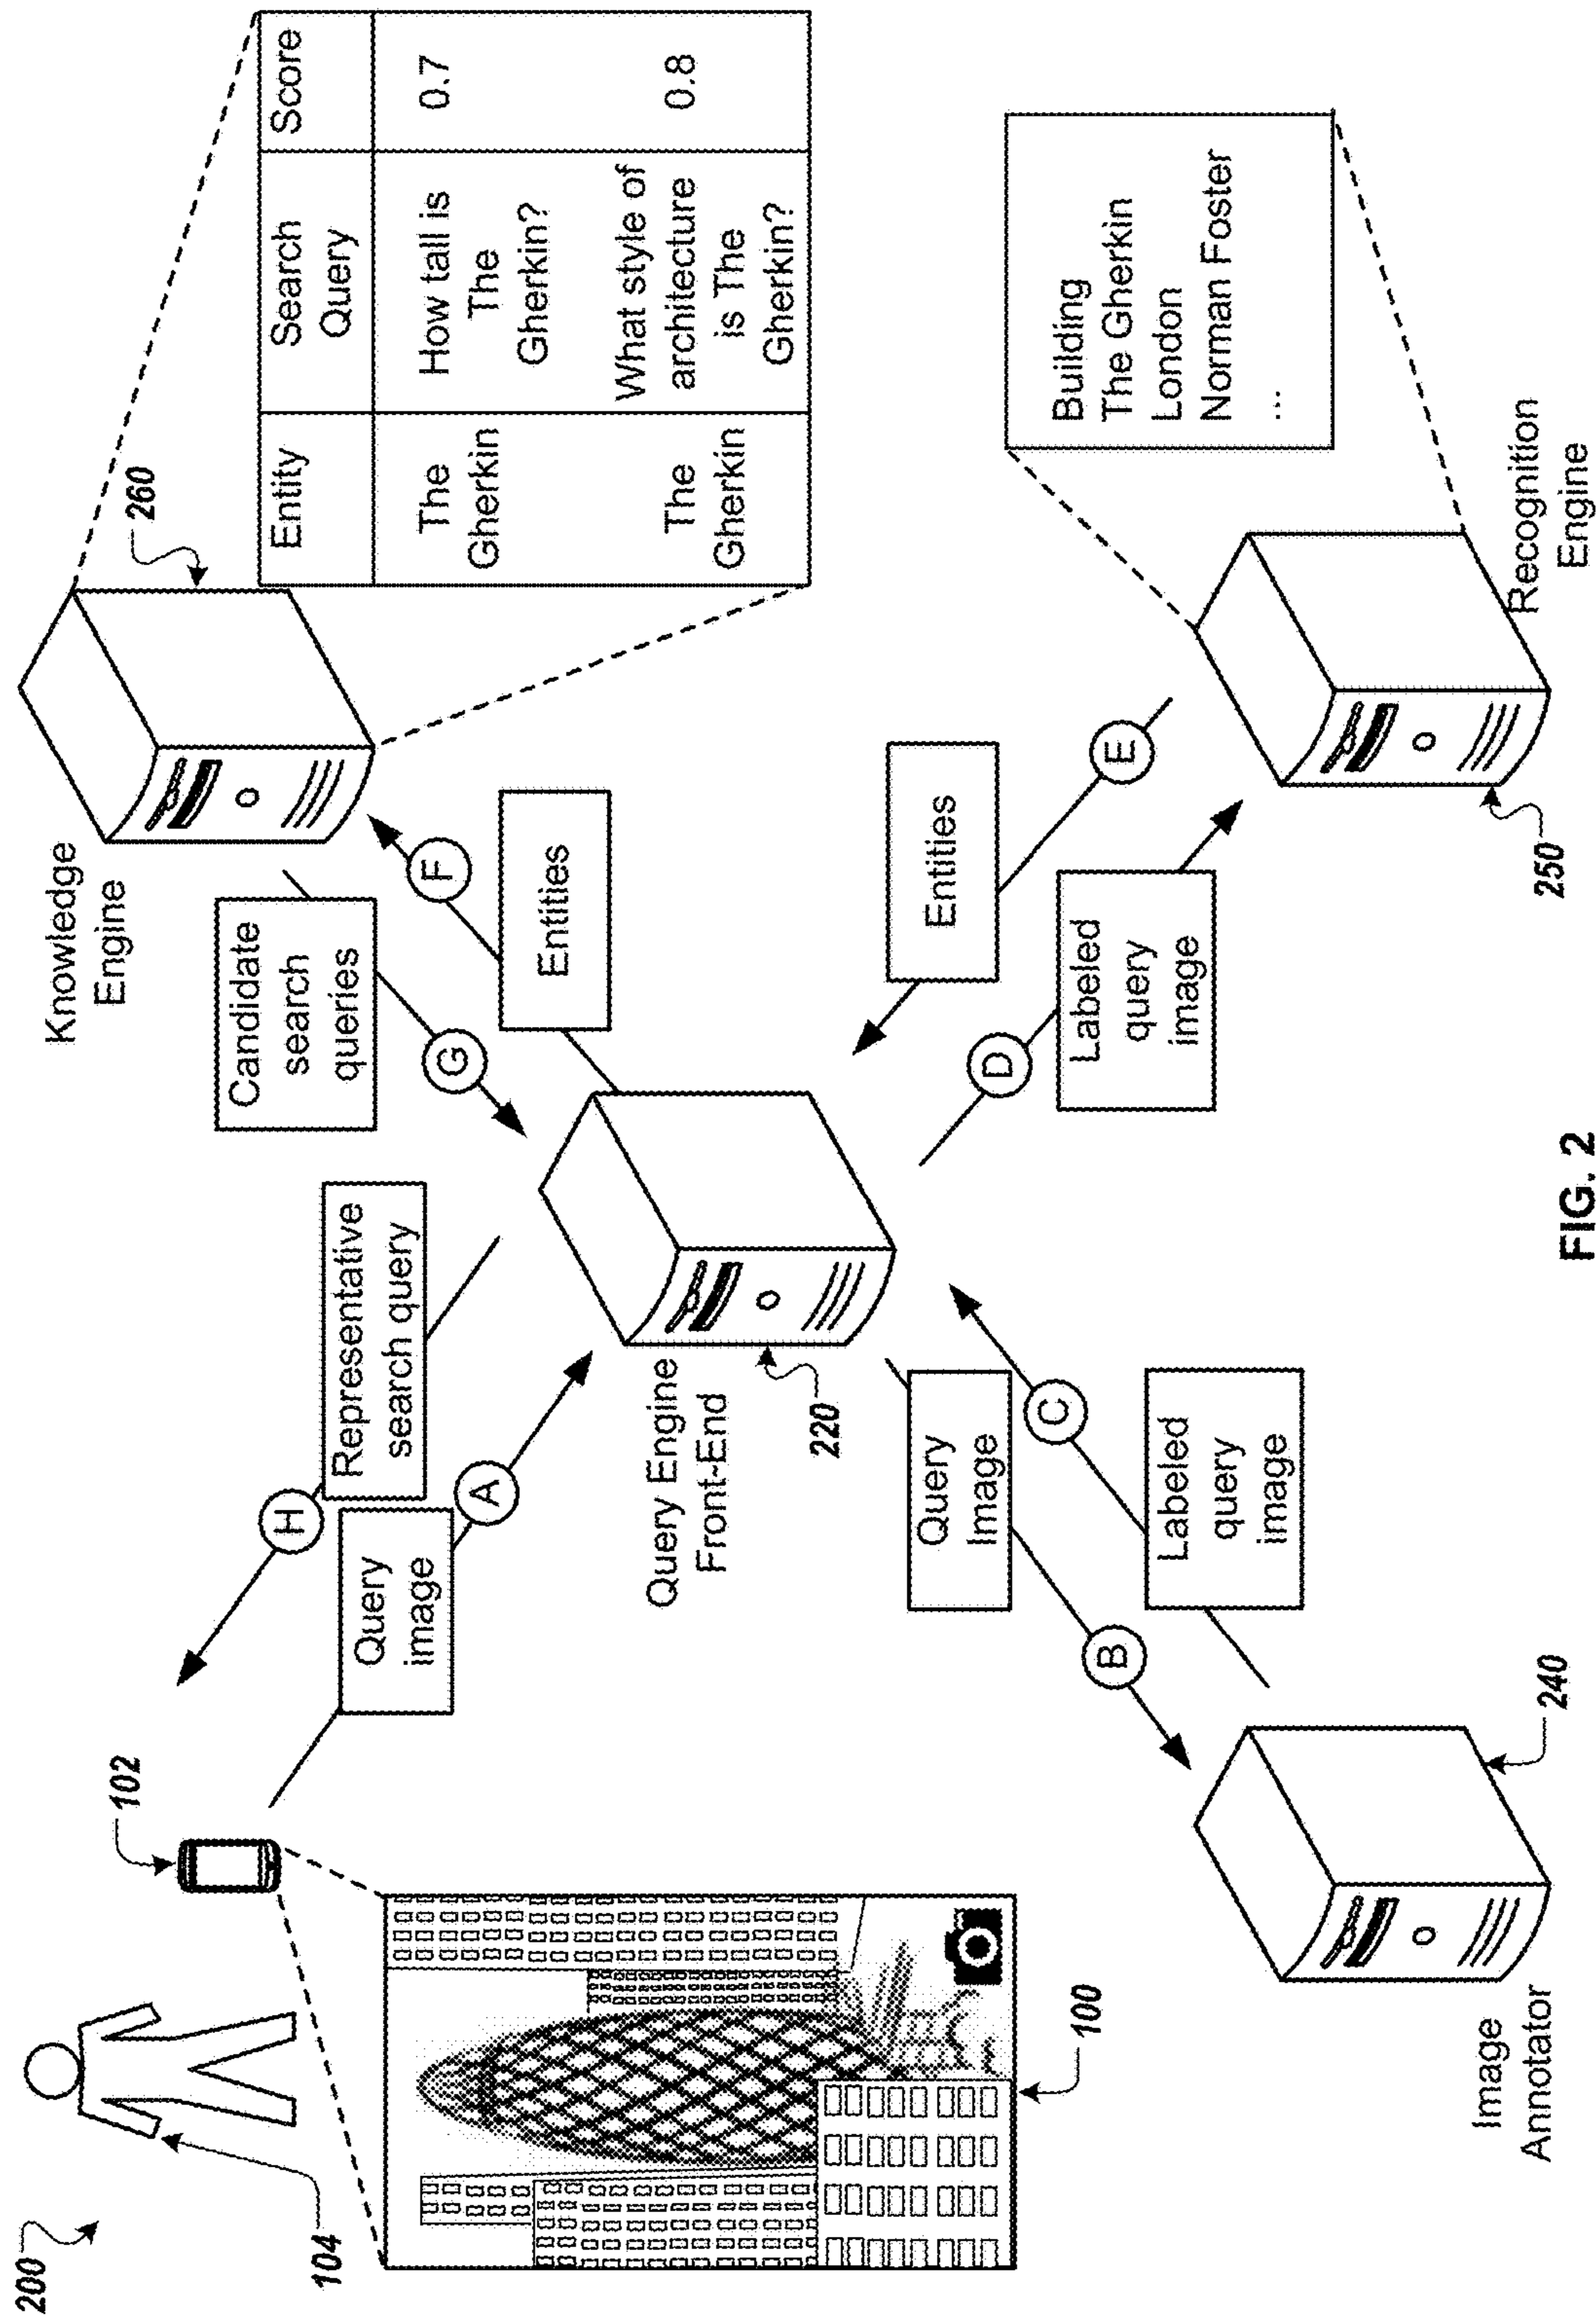 200
104
102
100
Query
image
A
H
Representative
search query
Query Engine
Front-End
220
Query
Image
B
C
Labeled
query
image
Image
Annotator
240
Knowledge
Engine
260
Candidate
search
queries
G
F
Entities
Entity
Search
Query
Score
The
Gherkin
How tall is
The
Gherkin?
0.7
The
Gherkin
What style of
architecture
is The
Gherkin?
0.8
Entities
E
D
Labeled
query
image
250
Recognition
Engine
Building
The Gherkin
London
Norman Foster
...
FIG. 2